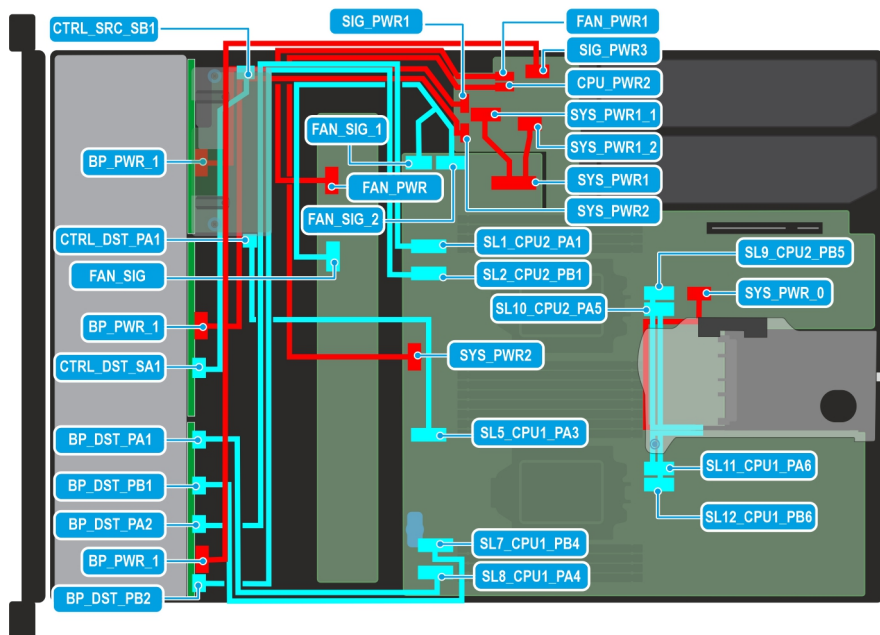 SIG_PWR1
FAN_PWR1
CTRL_SRC_SB1
SIG_PWR3
CPU_PWR2
SYS_PWR1_1
FAN_SIG_1
SYS_PWR1_2
BP_PWR_1
FAN_PWR
SYS_PWR1
SYS_PWR2
FAN_SIG_2
CTRL_DST_PA1
SL1_CPU2_PA1
SL9_CPU2_PB5
FAN_SIG
SL2_CPU2_PB1
SYS_PWR_0
SL10_CPU2_PA5
BP_PWR_1
SYS_PWR2
CTRL_DST_SA1
SL5_CPU1_PA3
BP_DST_PA1
SL11_CPU1_PA6
BP_DST_PB1
SL12_CPU1_PB6
BP_DST_PA2
SL7_CPU1_PB4
BP_PWR_1
SL8_CPU1_PA4
BP_DST_PB2